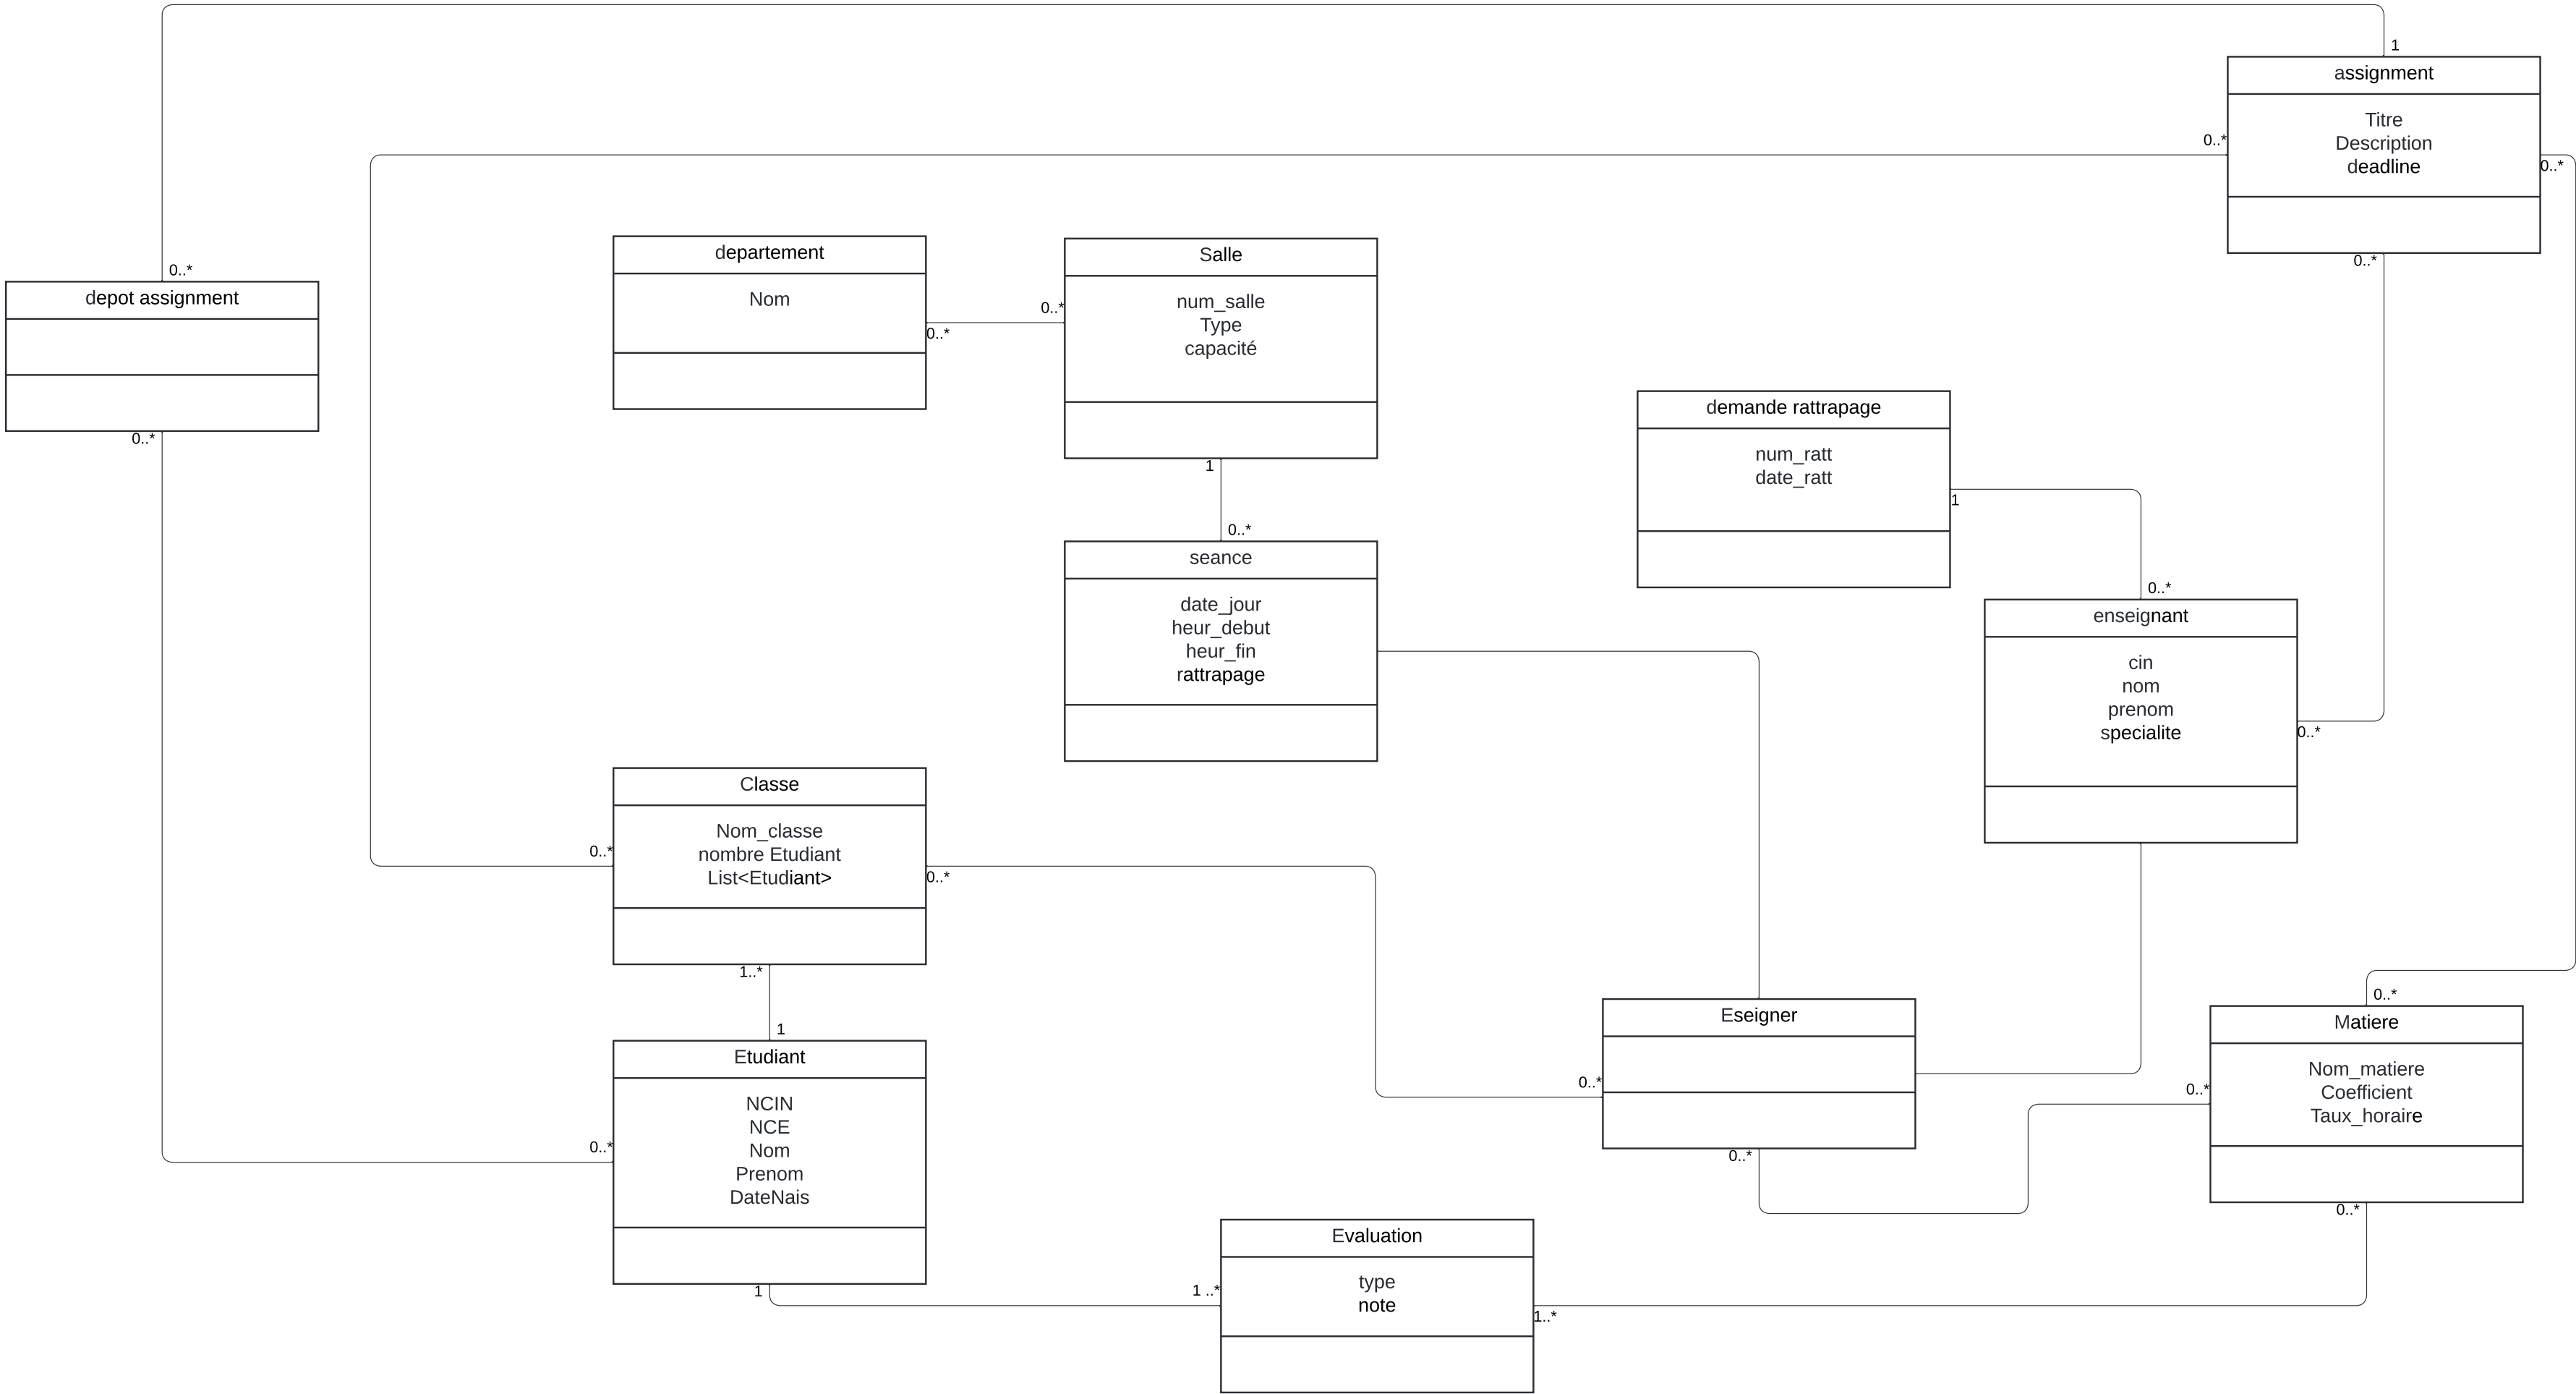 1
assignment
Titre
Description
deadline
0..*
0..*
0..*
0..*
depot assignment
0..*
departement
Nom
0..*
Salle
num_salle
Type
capacité
0..*
1
demande rattrapage
num_ratt
date_ratt
1
0..*
seance
date_jour
heur_debut
heur_fin
rattrapage
0..*
enseignant
cin
nom
prenom
specialite
0..*
Classe
Nom_classe
nombre Etudiant
List<Etudiant>
0..*
0..*
1..*
1
Etudiant
NCIN
NCE
Nom
Prenom
DateNais
0..*
1
Eseigner
0..*
0..*
0..*
Matiere
Nom_matiere
Coefficient
Taux_horaire
0..*
0..*
Evaluation
type
note
1 ..*
1..*